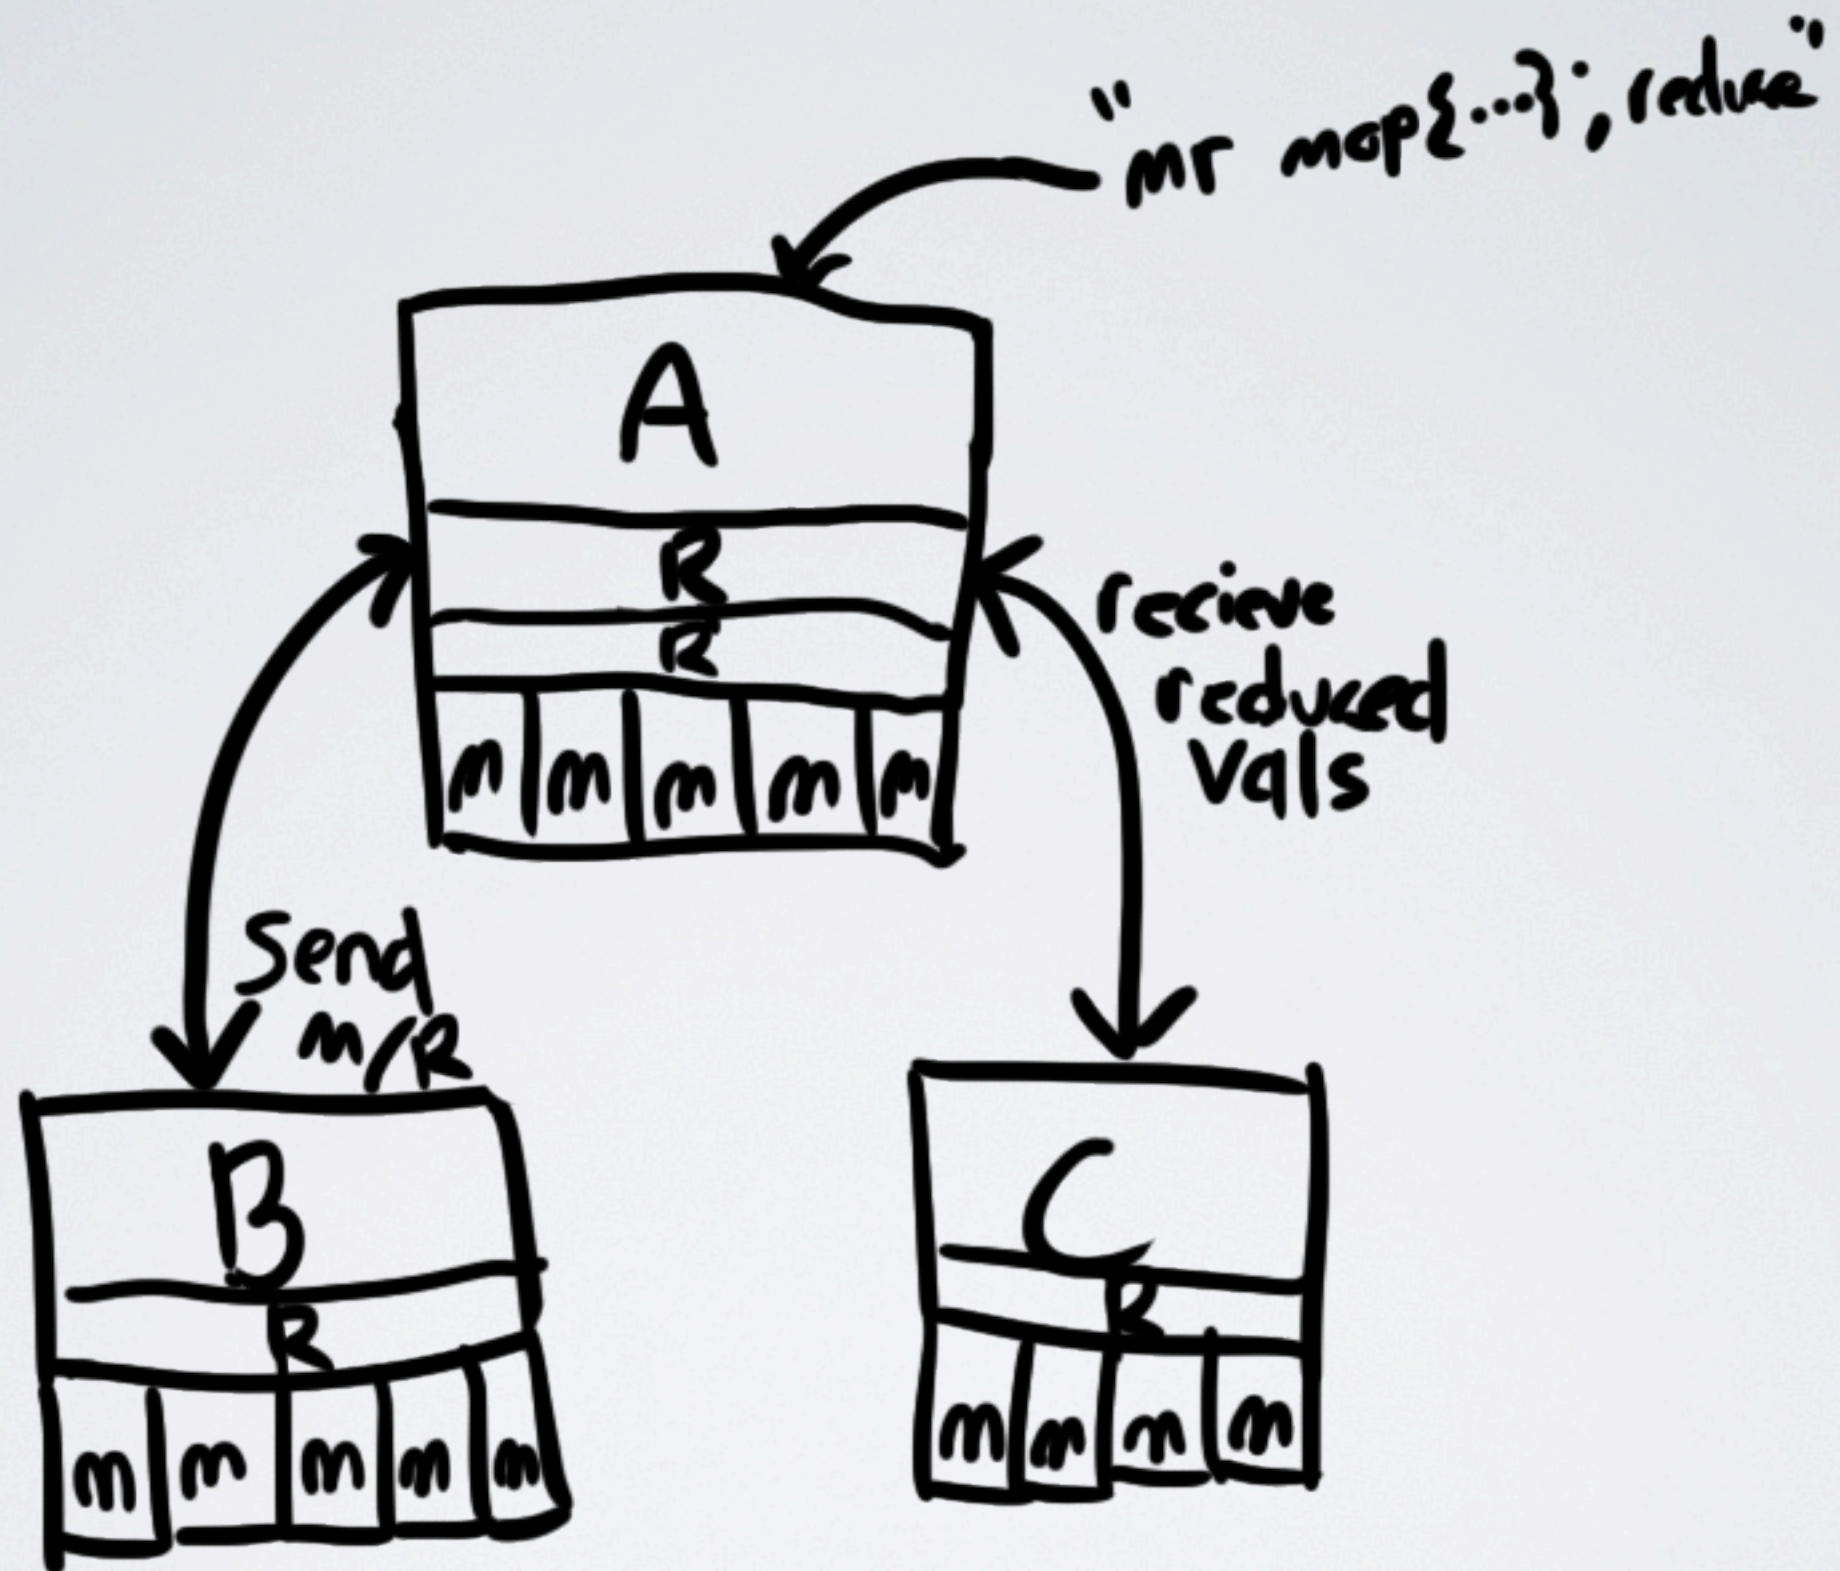 "mr map{...}; reduce"
A
R
R
m m m m m
recieve
reduced
vals
Send
M/R
B
R
m m m m m
C
R
m m m m